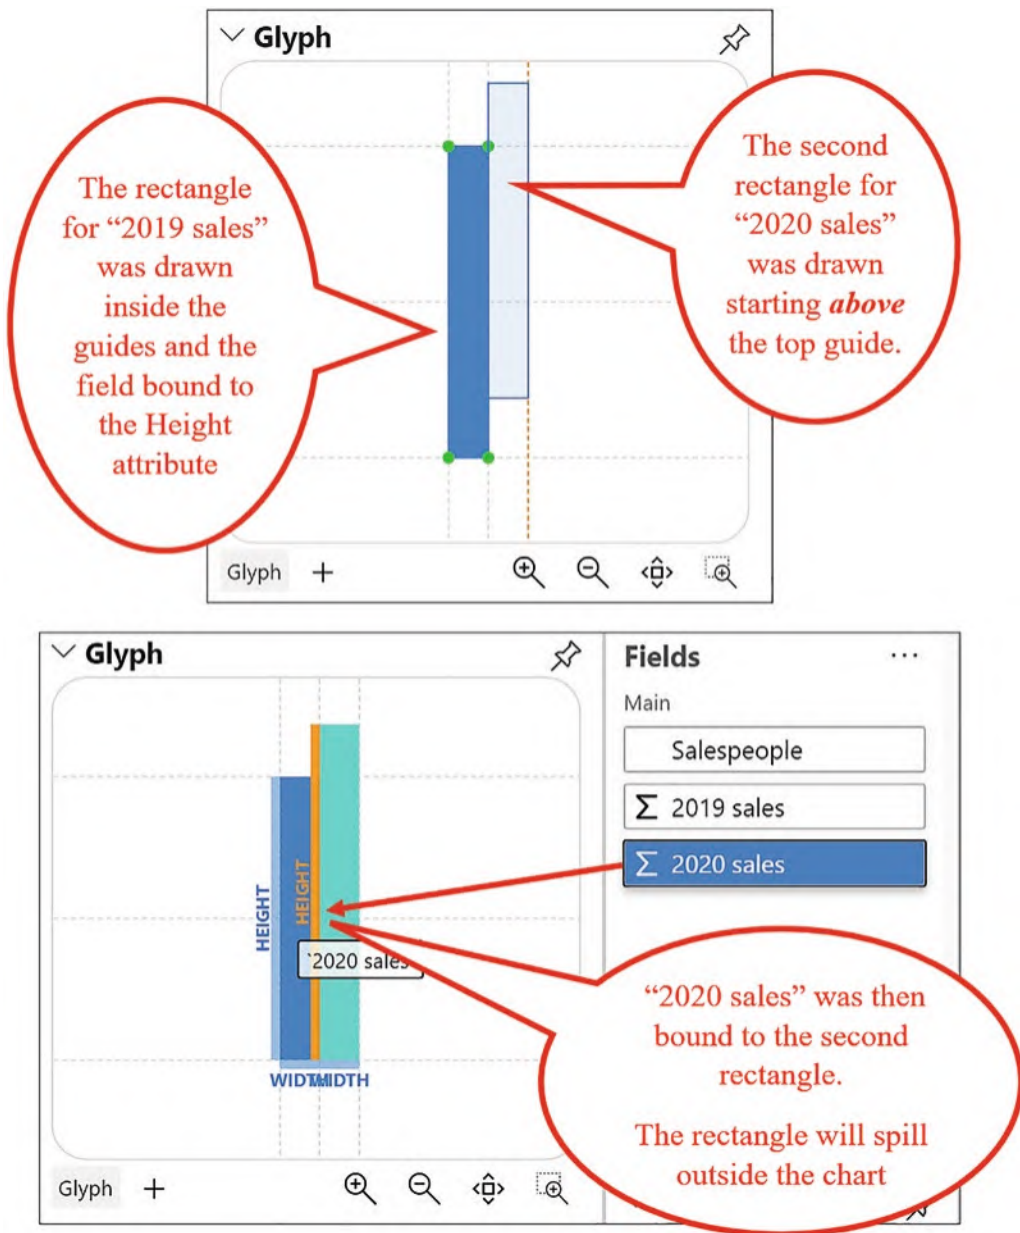 Glyph
The rectangle
for “2019 sales”
was drawn
inside the
guides and the
field bound to
the Height
attribute
The second
rectangle for
“2020 sales”
was drawn
starting above
the top guide.
Glyph +
Glyph
HEIGHT
HEIGHT
`2020 sales`
WIDTH
WIDTH
Glyph +
Fields ...
Main
Salespeople
Σ 2019 sales
Σ 2020 sales
“2020 sales” was then
bound to the second
rectangle.
The rectangle will spill
outside the chart